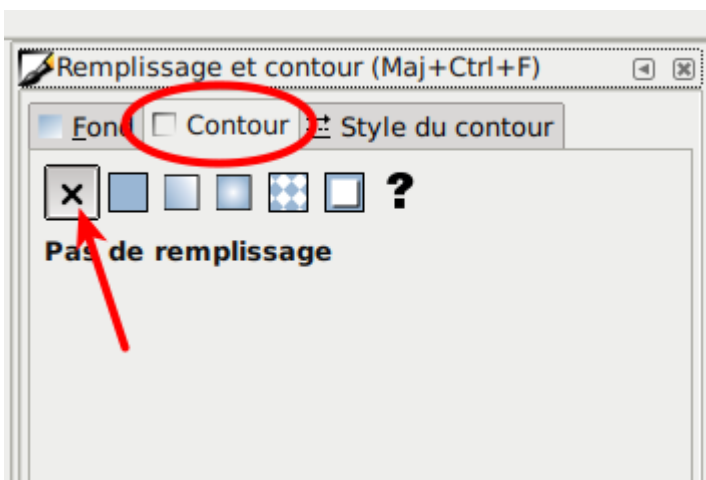 Remplissage et contour (Maj+Ctrl+F)
Fond Contour Style du contour
?
Pas de remplissage